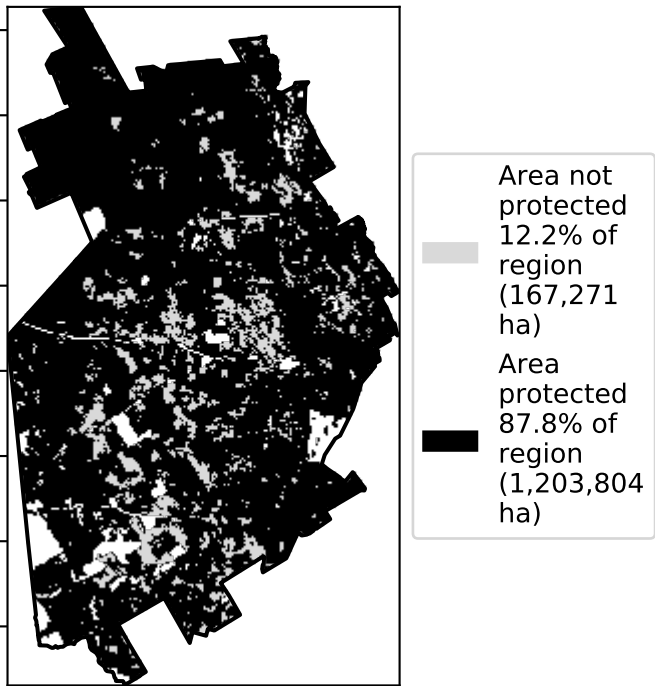 Area not
protected
12.2% of
region
(167,271
ha)
Area
protected
87.8% of
region
(1,203,804
ha)